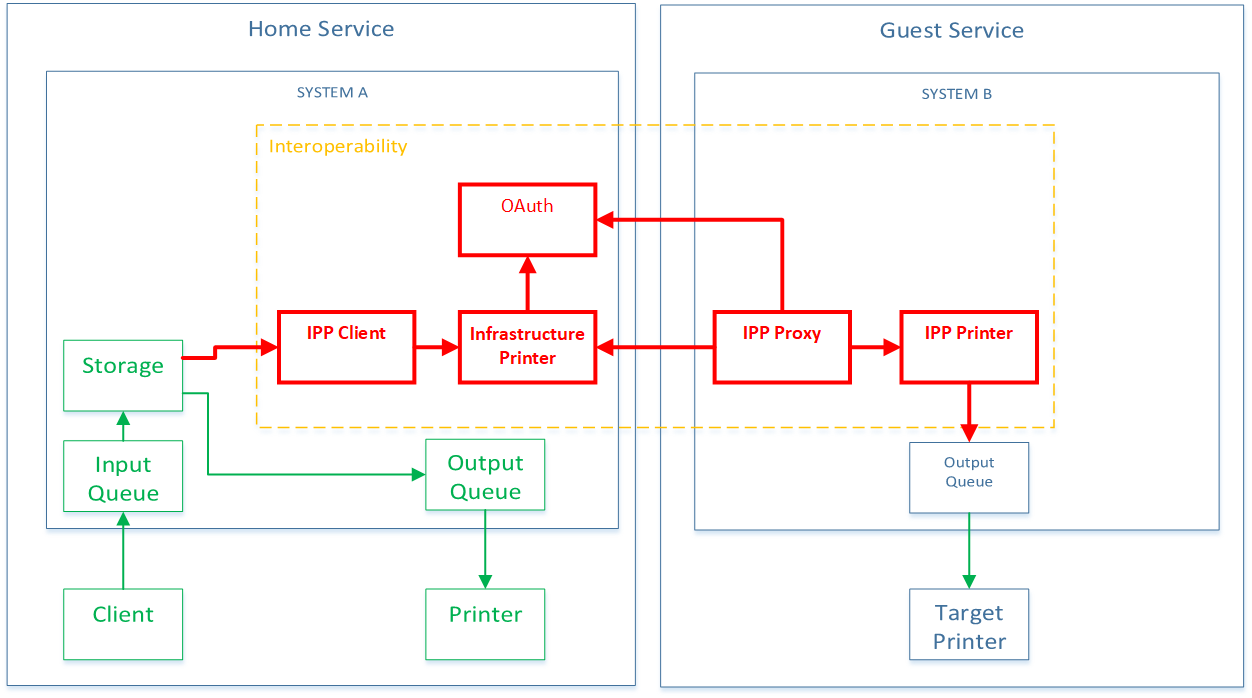 Home Service
Guest Service
SYSTEM A
SYSTEM B
Interoperability
OAuth
IPP Client
Infrastructure
Printer
IPP Proxy
IPP Printer
Storage
Input
Queue
Output
Queue
Output
Queue
Client
Printer
Target
Printer